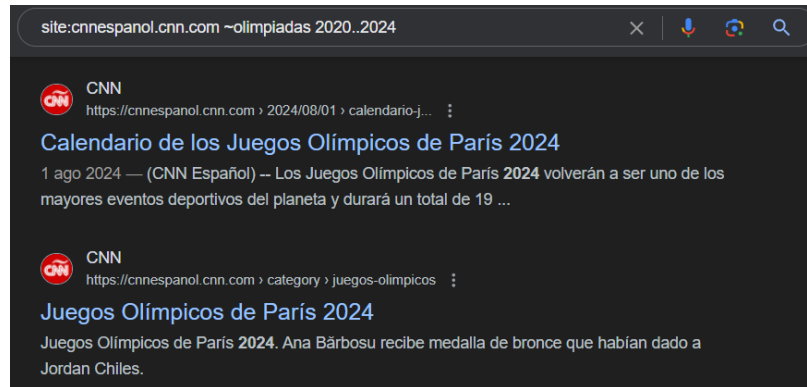 site:cnnespanol.cnn.com ~olimpiadas 2020..2024
CNN
CNN
https://cnnespanol.cnn.com › 2024/08/01 › calendario-j...
Calendario de los Juegos Olímpicos de París 2024
1 ago 2024 — (CNN Español) -- Los Juegos Olímpicos de París 2024 volverán a ser uno de los
mayores eventos deportivos del planeta y durará un total de 19 ...
CNN
CNN
https://cnnespanol.cnn.com › category › juegos-olimpicos
Juegos Olímpicos de París 2024
Juegos Olímpicos de París 2024. Ana Bărbosu recibe medalla de bronce que habían dado a
Jordan Chiles.